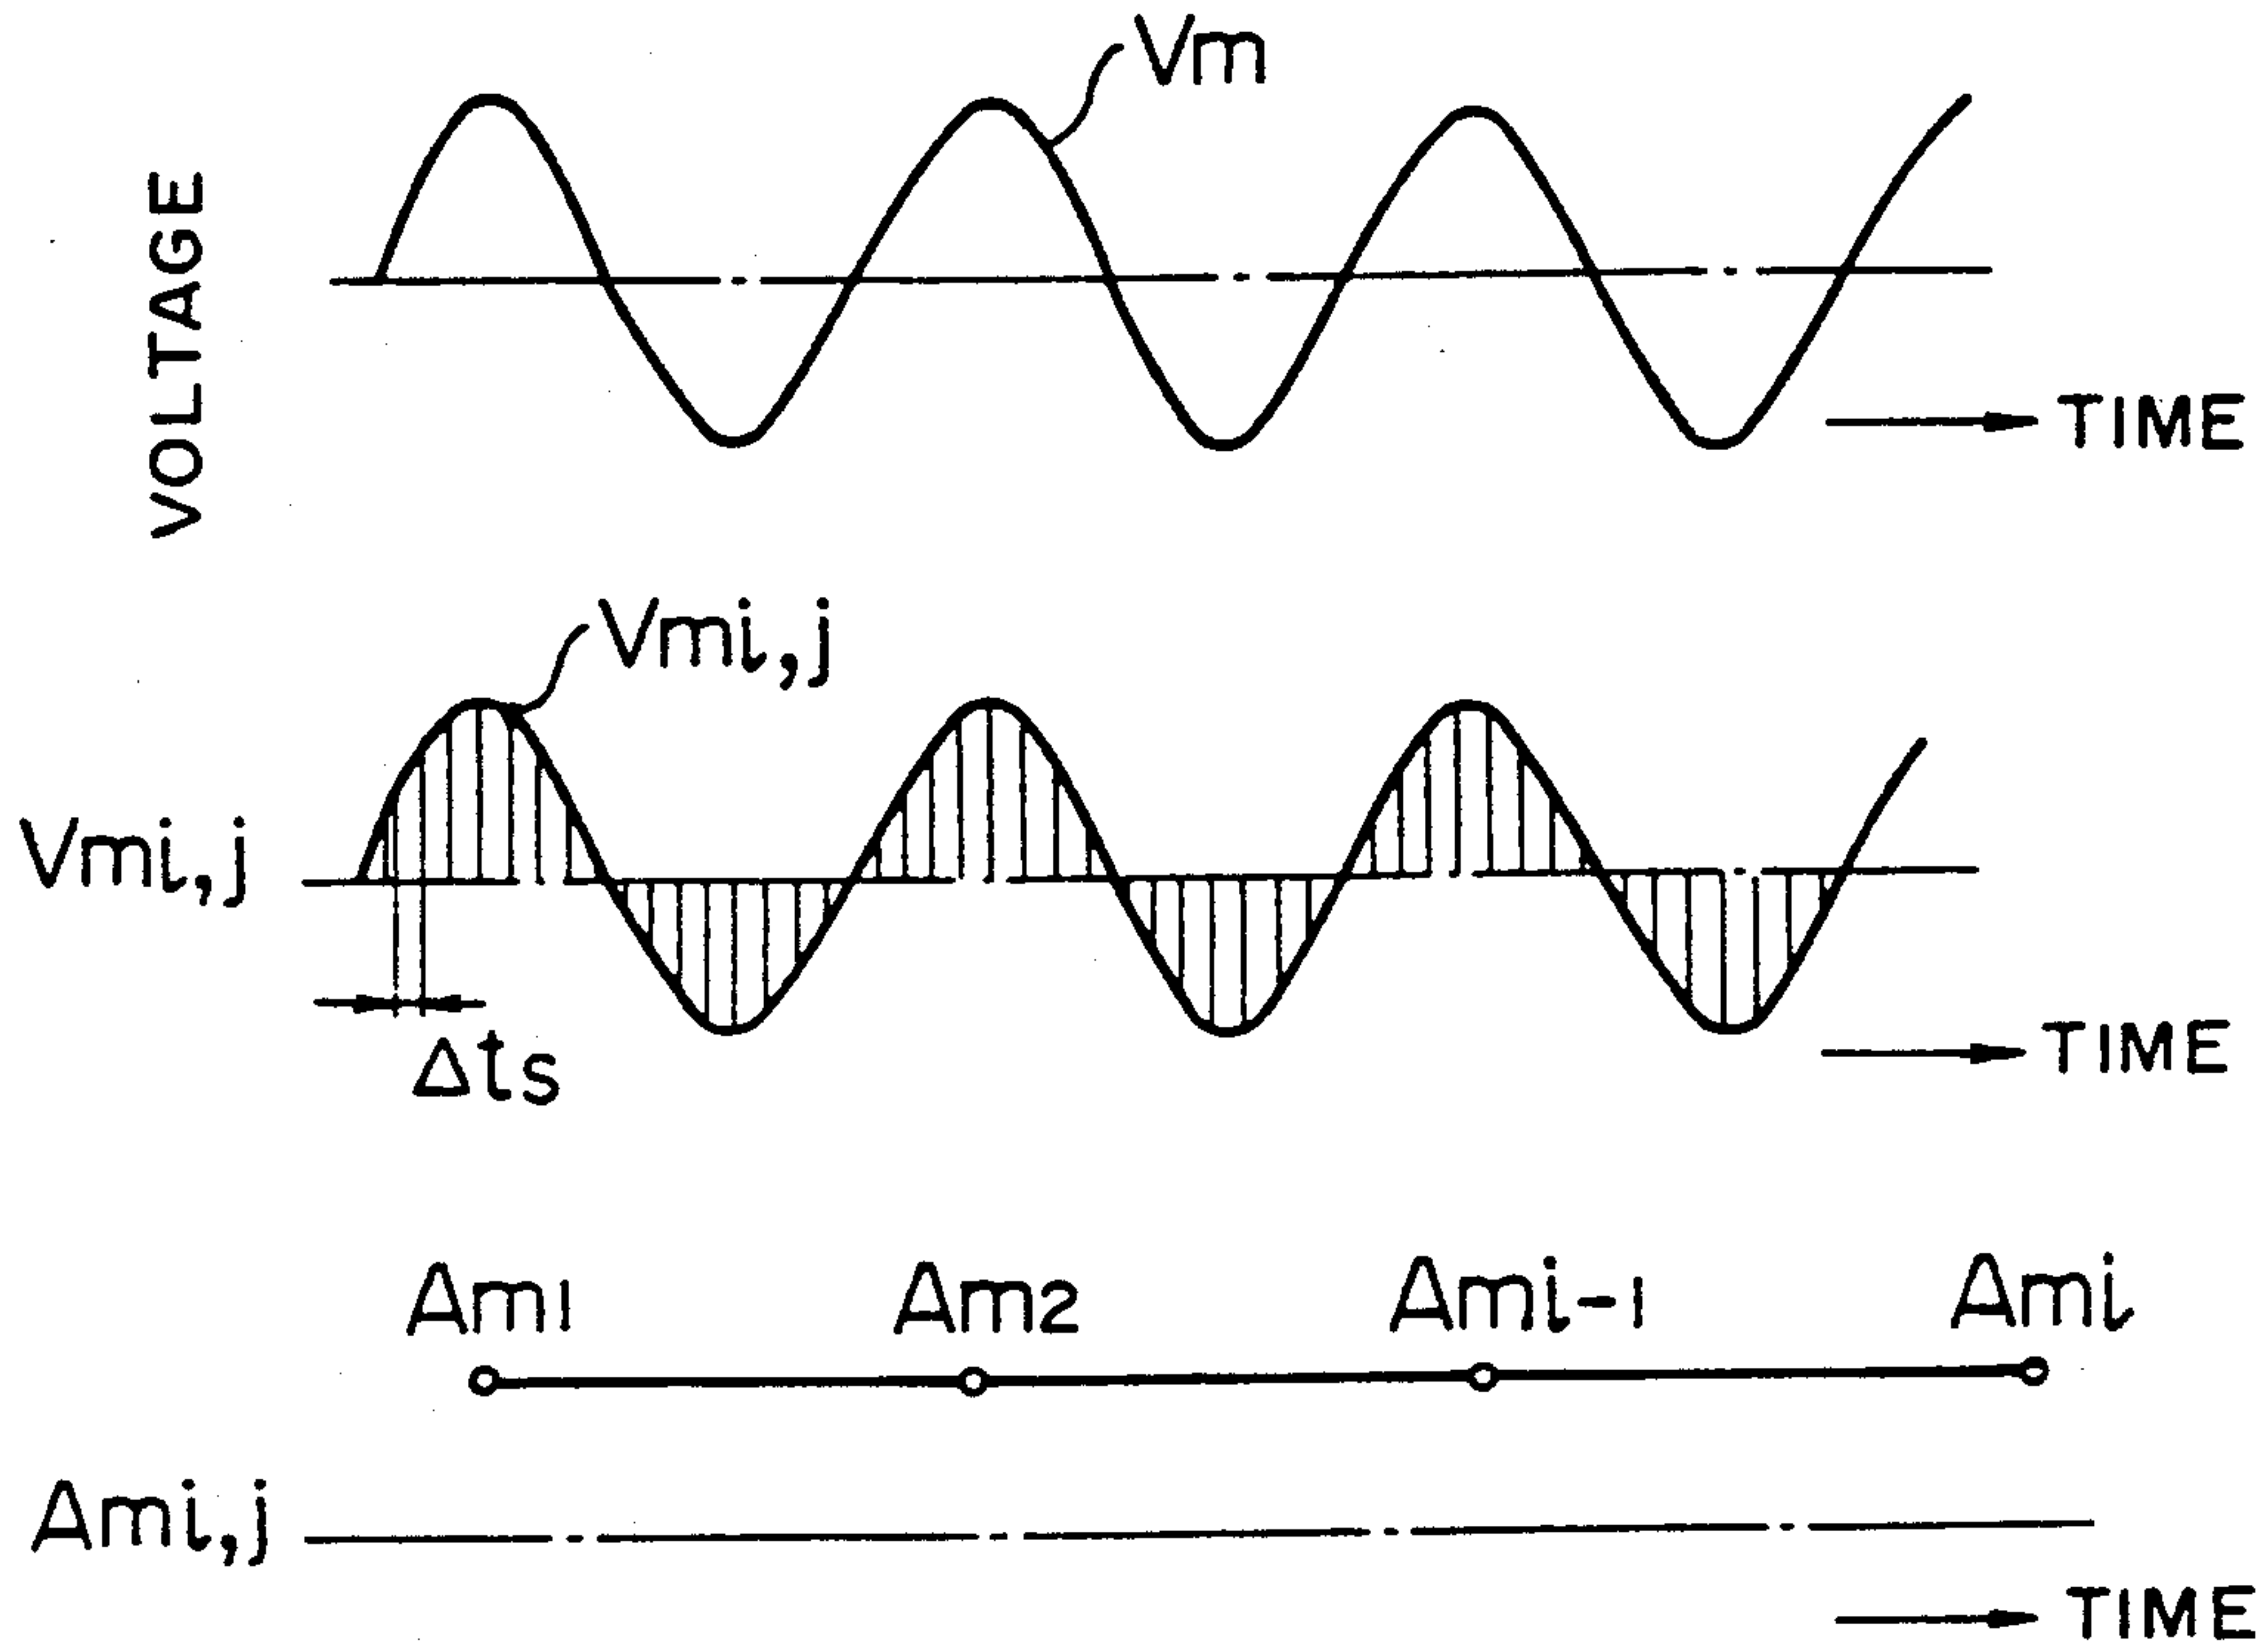 Vm
VOLTAGE
TIME
Vmi,j
Vmi,j
Δts
TIME
Am1
Am2
Ami-1
Ami
Ami,j
TIME